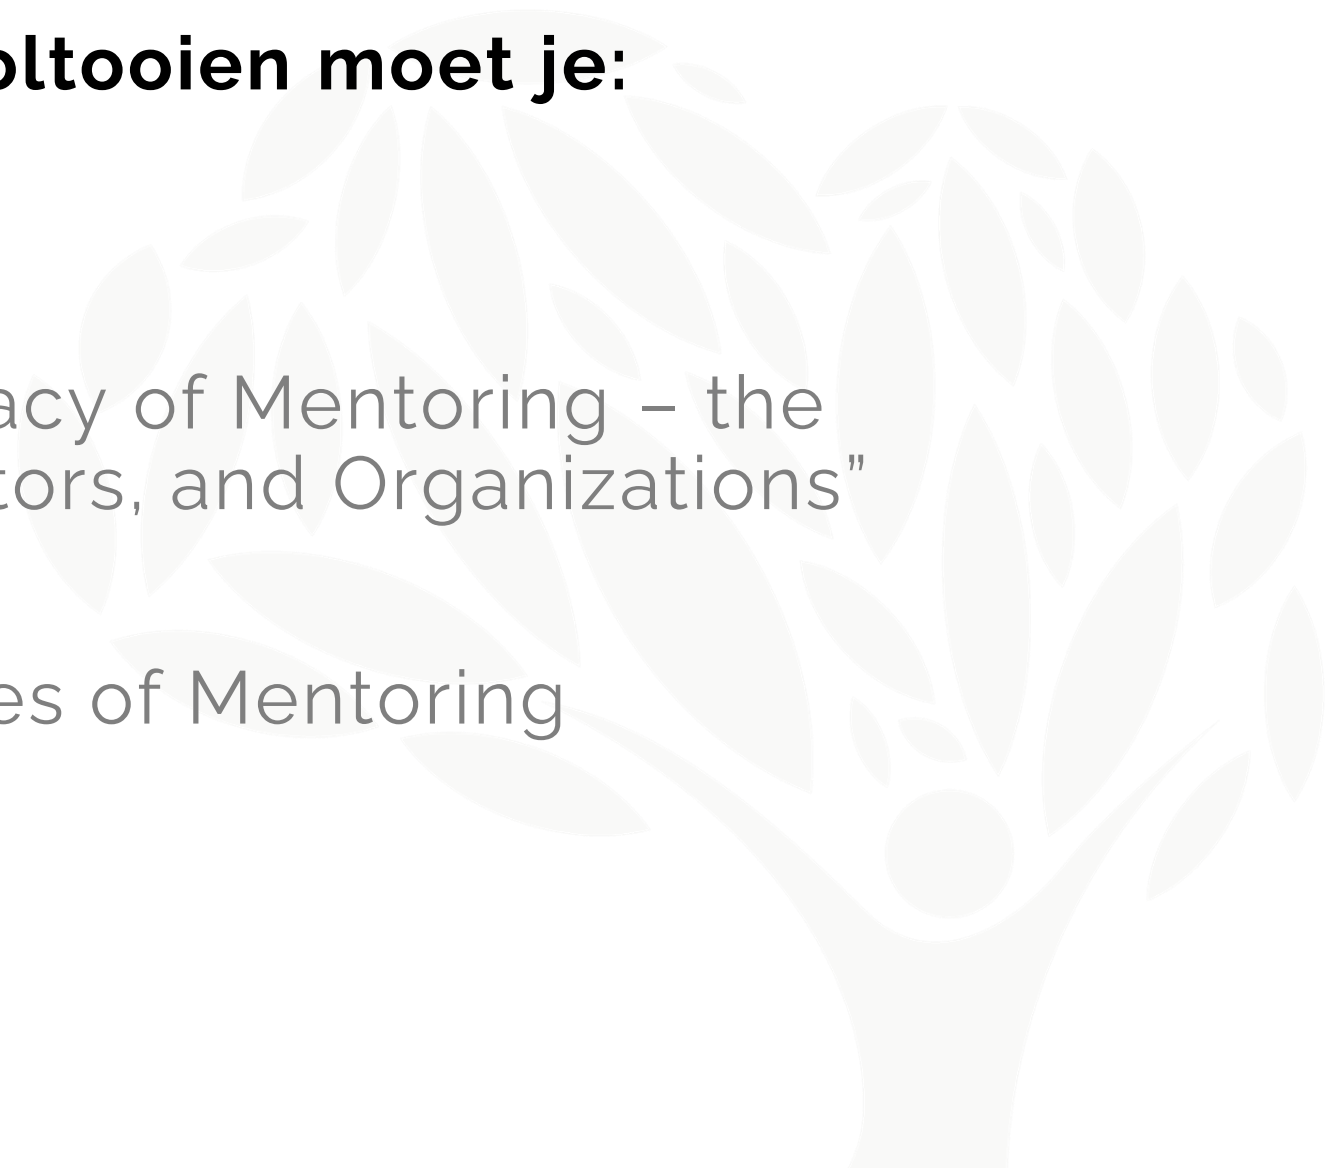 oltooien moet je:
acy of Mentoring – the
tors, and Organizations”
es of Mentoring